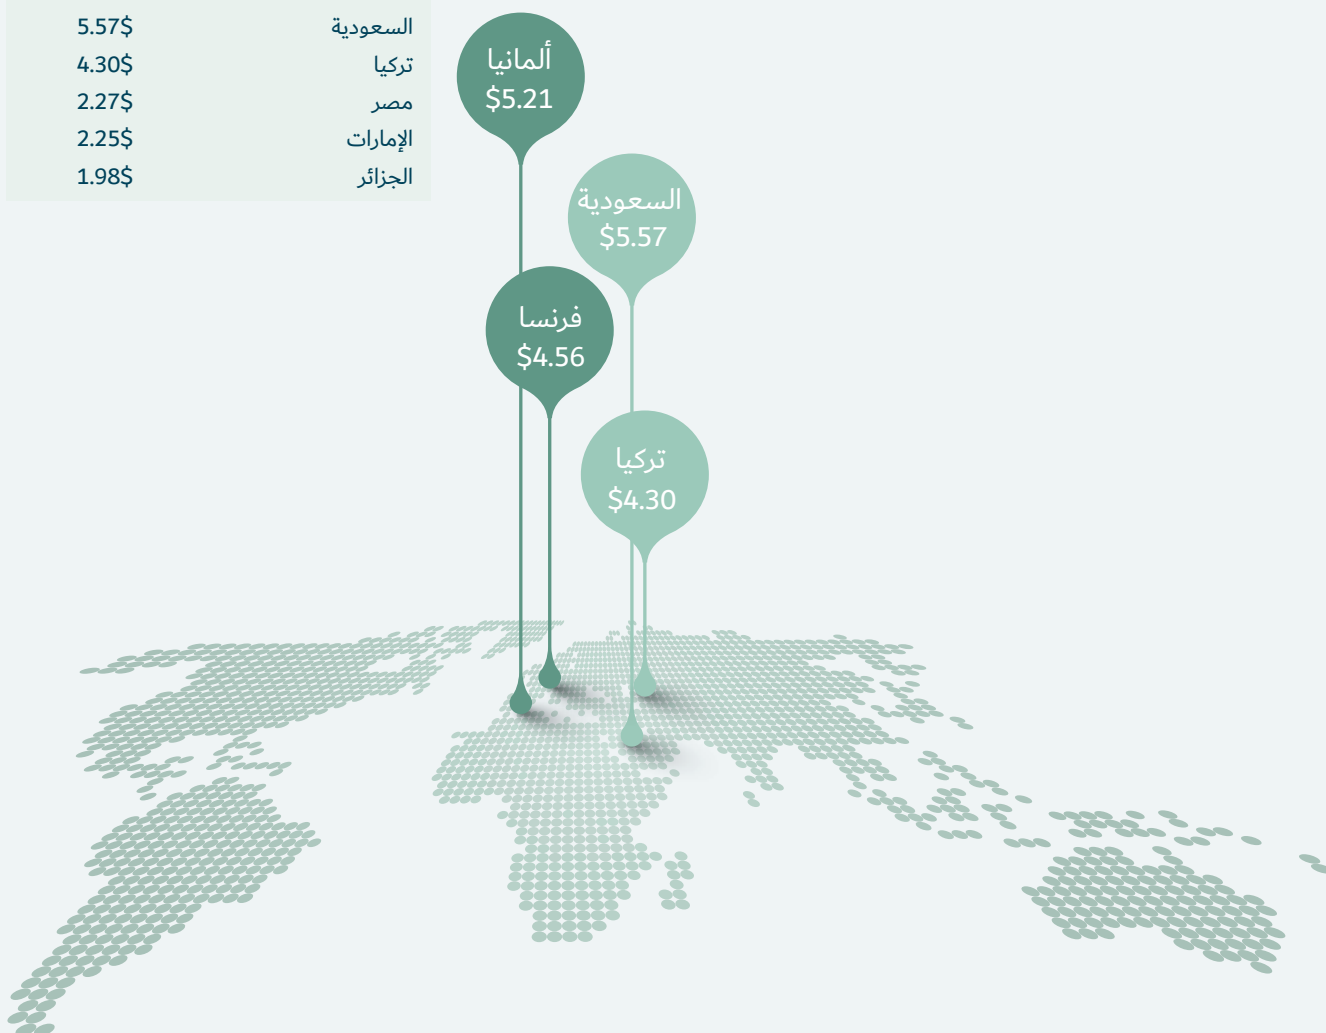 السعودية 5.57$
تركيا 4.30$
مصر 2.27$
الإمارات 2.25$
الجزائر 1.98$
ألمانيا
$5.21
السعودية
$5.57
فرنسا
$4.56
تركيا
$4.30